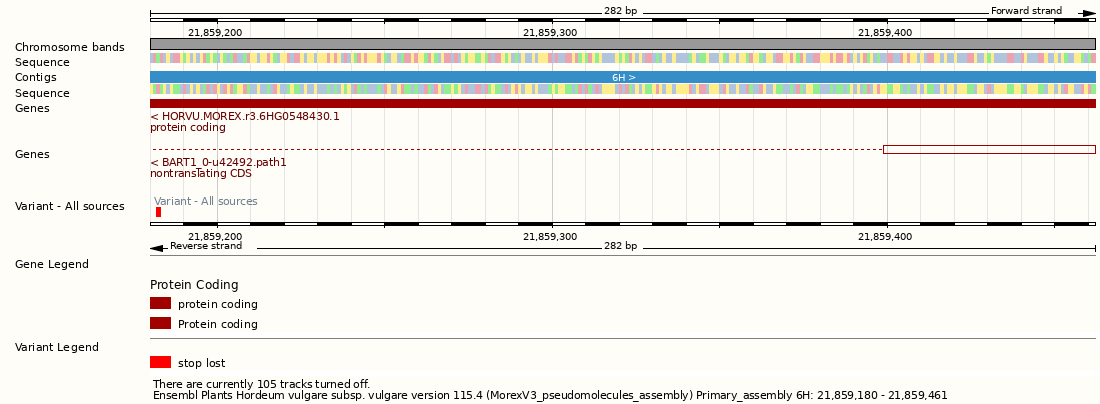 282 bp
Forward strand
21,859,200
21,859,300
21,859,400
Chromosome bands
Sequence
Contigs
6H >
Sequence
Genes
< HORVU.MOREX.r3.6HG0548430.1
protein coding
Genes
< BART1_0-u42492.path1
nontranslating CDS
Variant - All sources
Variant - All sources
21,859,200
21,859,300
21,859,400
Reverse strand
282 bp
Gene Legend
Protein Coding
protein coding
Protein coding
Variant Legend
stop lost
There are currently 105 tracks turned off.
Ensembl Plants Hordeum vulgare subsp. vulgare version 115.4 (MorexV3_pseudomolecules_assembly) Primary_assembly 6H: 21,859,180 - 21,859,461